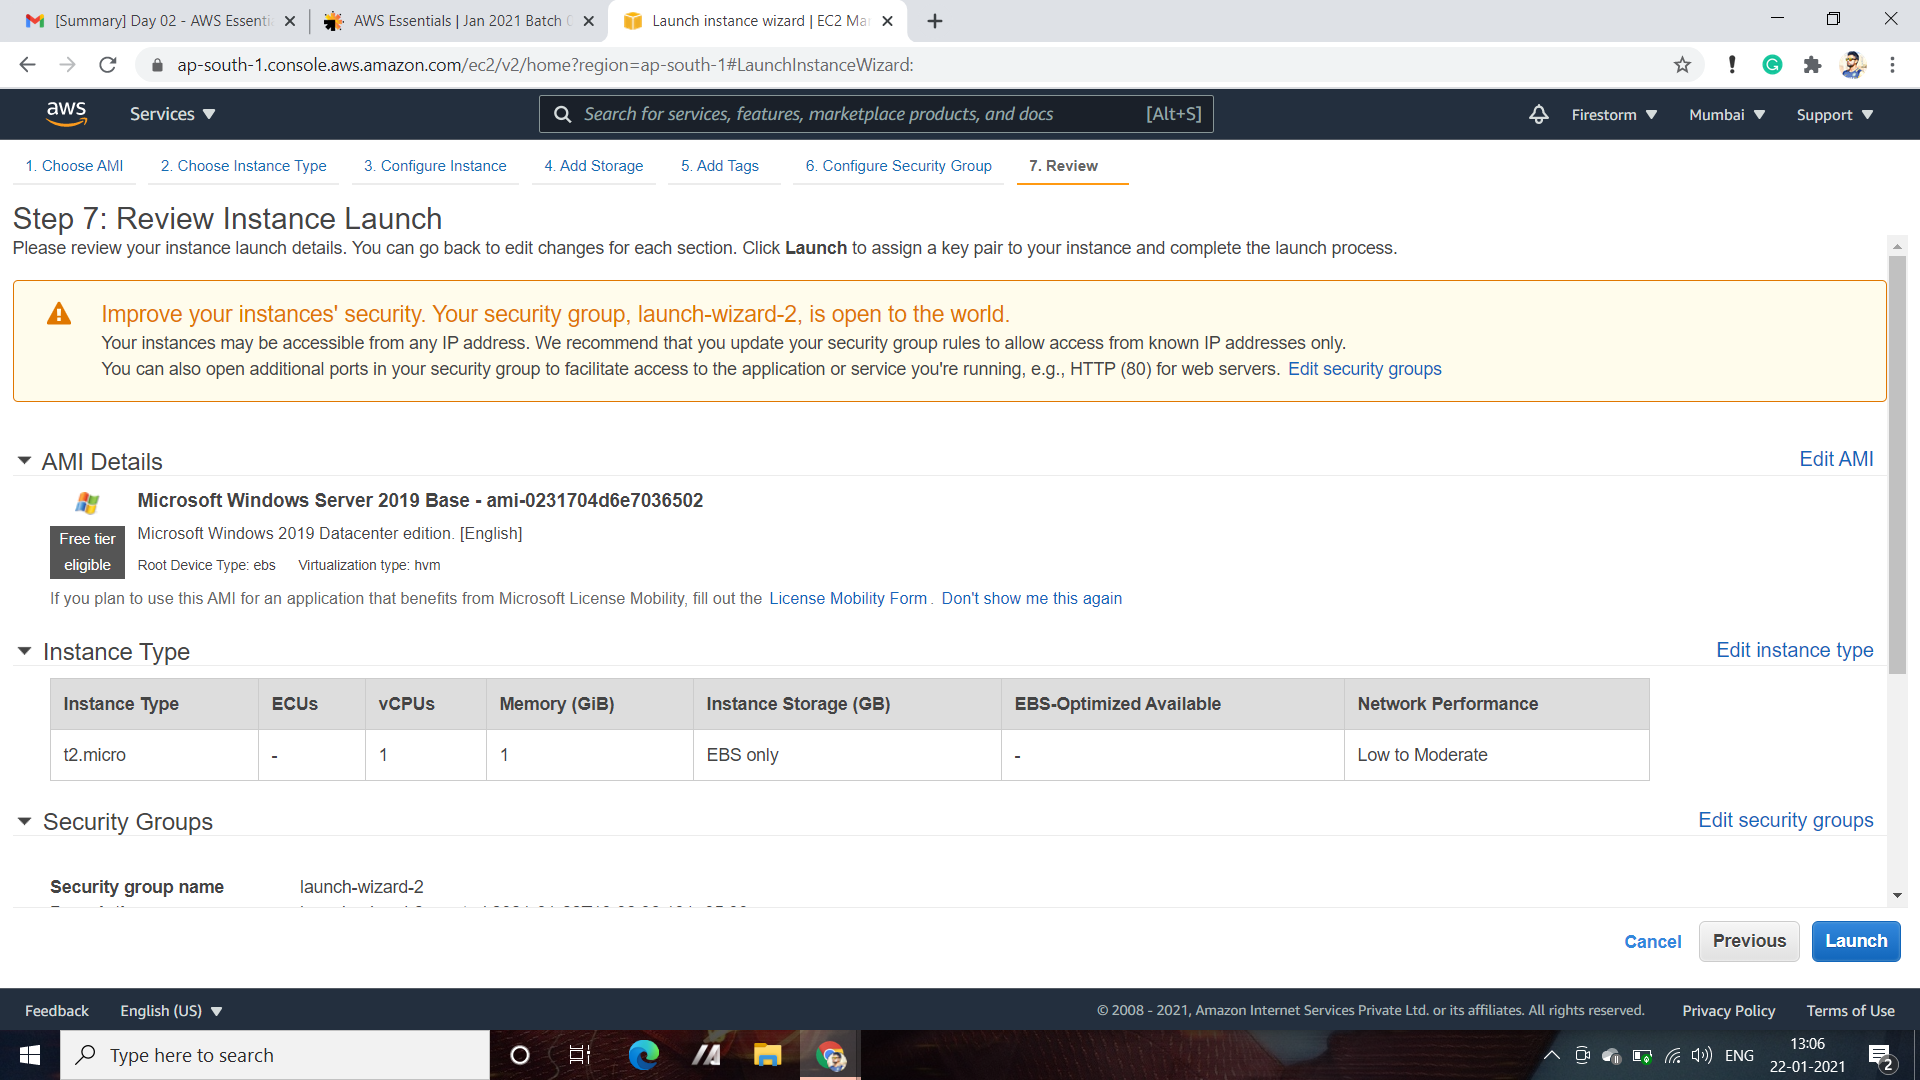 [Summary] Day 02 - AWS Essenti
AWS Essentials | Jan 2021 Batch
Launch instance wizard | EC2 Ma
ap-south-1.console.aws.amazon.com/ec2/v2/home?region=ap-south-1#LaunchInstanceWizard:
aws
Services
Search for services, features, marketplace products, and docs
[Alt+S]
Firestorm
Mumbai
Support
1. Choose AMI
2. Choose Instance Type
3. Configure Instance
4. Add Storage
5. Add Tags
6. Configure Security Group
7. Review
Step 7: Review Instance Launch
Please review your instance launch details. You can go back to edit changes for each section. Click Launch to assign a key pair to your instance and complete the launch process.
Improve your instances' security. Your security group, launch-wizard-2, is open to the world.
Your instances may be accessible from any IP address. We recommend that you update your security group rules to allow access from known IP addresses only.
You can also open additional ports in your security group to facilitate access to the application or service you're running, e.g., HTTP (80) for web servers. Edit security groups
AMI Details
Edit AMI
Microsoft Windows Server 2019 Base - ami-0231704d6e7036502
Free tier
eligible
Microsoft Windows 2019 Datacenter edition. [English]
Root Device Type: ebs
Virtualization type: hvm
If you plan to use this AMI for an application that benefits from Microsoft License Mobility, fill out the License Mobility Form. Don't show me this again
Instance Type
Edit instance type
Instance Type ECUs vCPUs Memory (GiB) Instance Storage (GB) EBS-Optimized Available Network Performance
t2.micro - 1 1 EBS only - Low to Moderate
Security Groups
Edit security groups
Security group name
launch-wizard-2
Cancel
Previous
Launch
Feedback
English (US)
© 2008 - 2021, Amazon Internet Services Private Ltd. or its affiliates. All rights reserved.
Privacy Policy
Terms of Use
Type here to search
ENG
13:06
22-01-2021
2